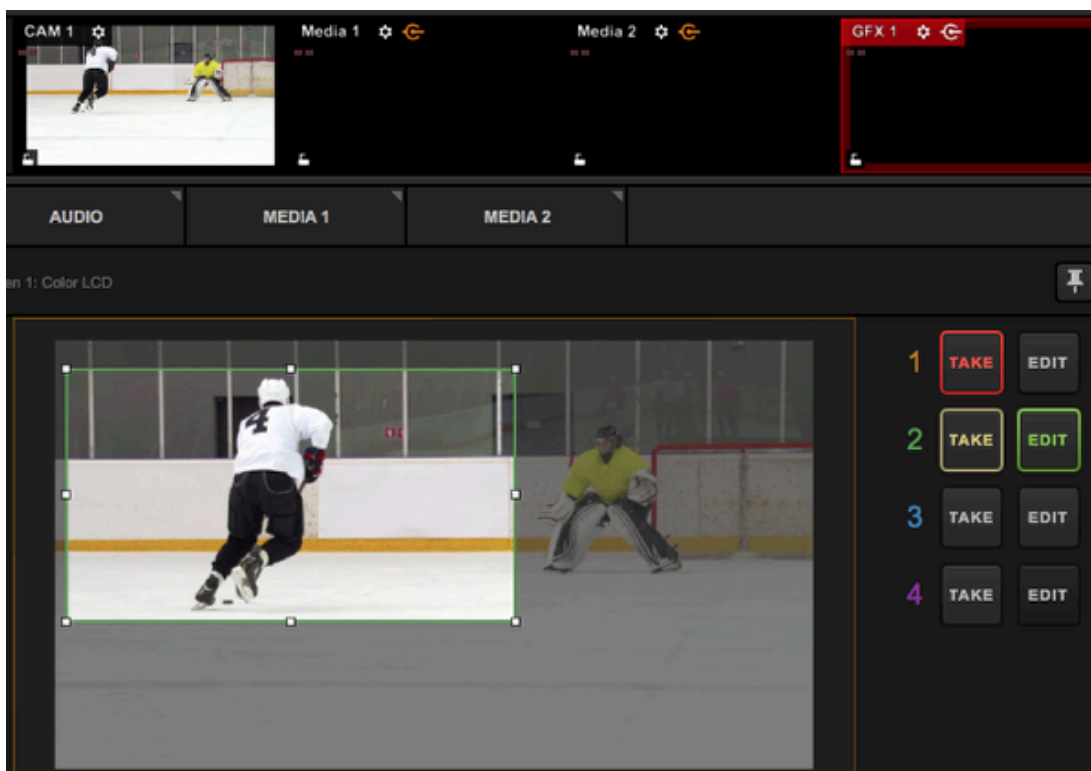 CAM 1
Media 1
Media 2
GFX 1
AUDIO
MEDIA 1
MEDIA 2
en 1: Color LCD
1 TAKE EDIT
4
2 TAKE EDIT
3 TAKE EDIT
4 TAKE EDIT